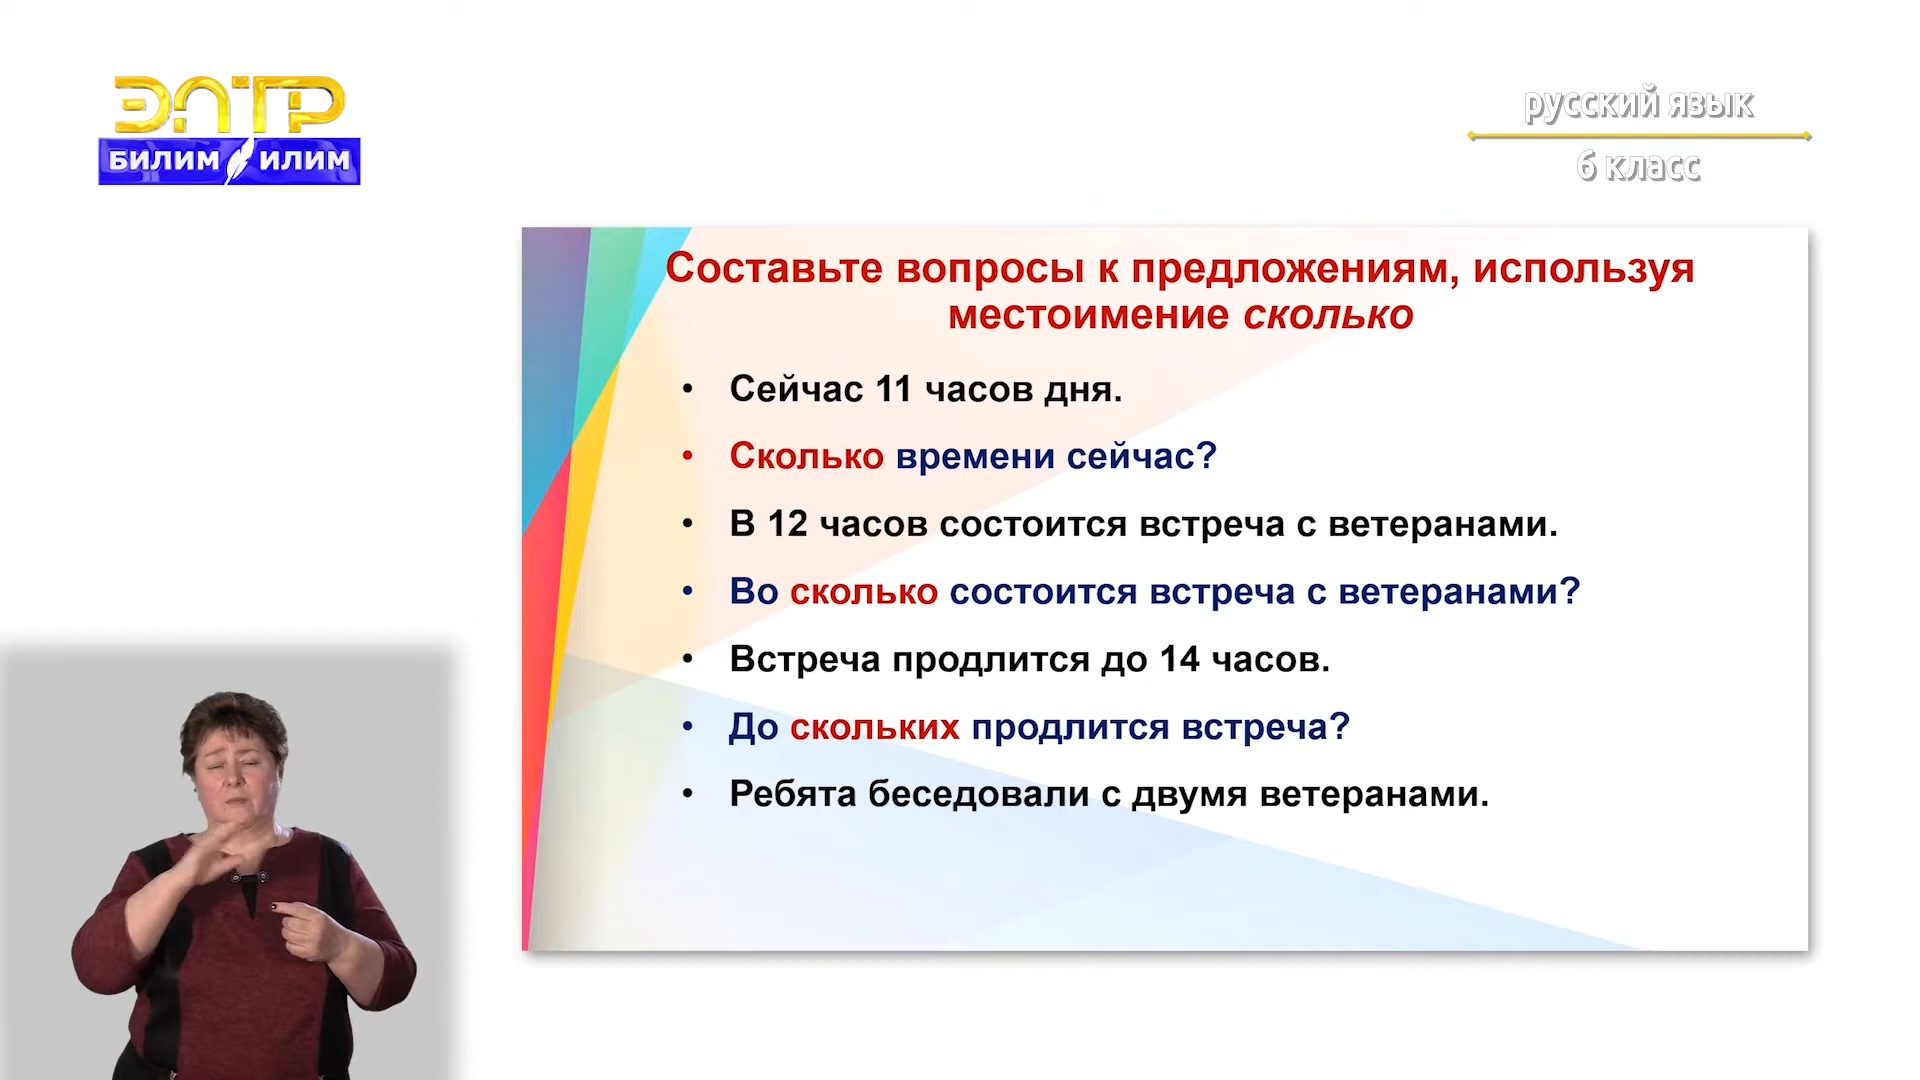 ЭЛТР
БИЛИМ ИЛИМ
русский язык
6 класс
Составьте вопросы к предложениям, используя
местоимение сколько
• Сейчас 11 часов дня.
• Сколько времени сейчас?
• В 12 часов состоится встреча с ветеранами.
• Во сколько состоится встреча с ветеранами?
• Встреча продлится до 14 часов.
• До скольких продлится встреча?
• Ребята беседовали с двумя ветеранами.